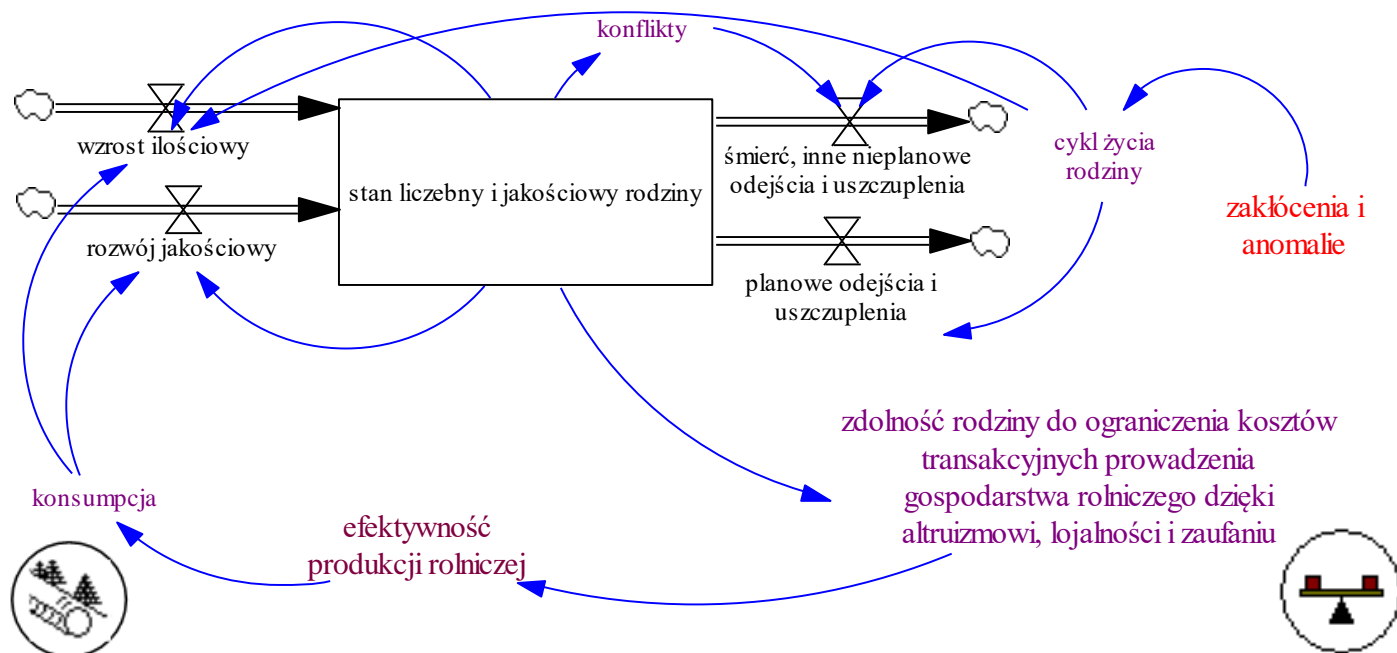 konflikty
wzrost ilościowy
rozwój jakościowy
stan liczebny i jakościowy rodziny
śmierć, inne nieplanowe
odejścia i uszczuplenia
planowe odejścia i
uszczuplenia
cykl życia
rodziny
zakłócenia i
anomalie
zdolność rodziny do ograniczenia kosztów
transakcyjnych prowadzenia
gospodarstwa rolniczego dzięki
altruizmowi, lojalności i zaufaniu
konsumpcja
efektywność
produkcji rolniczej